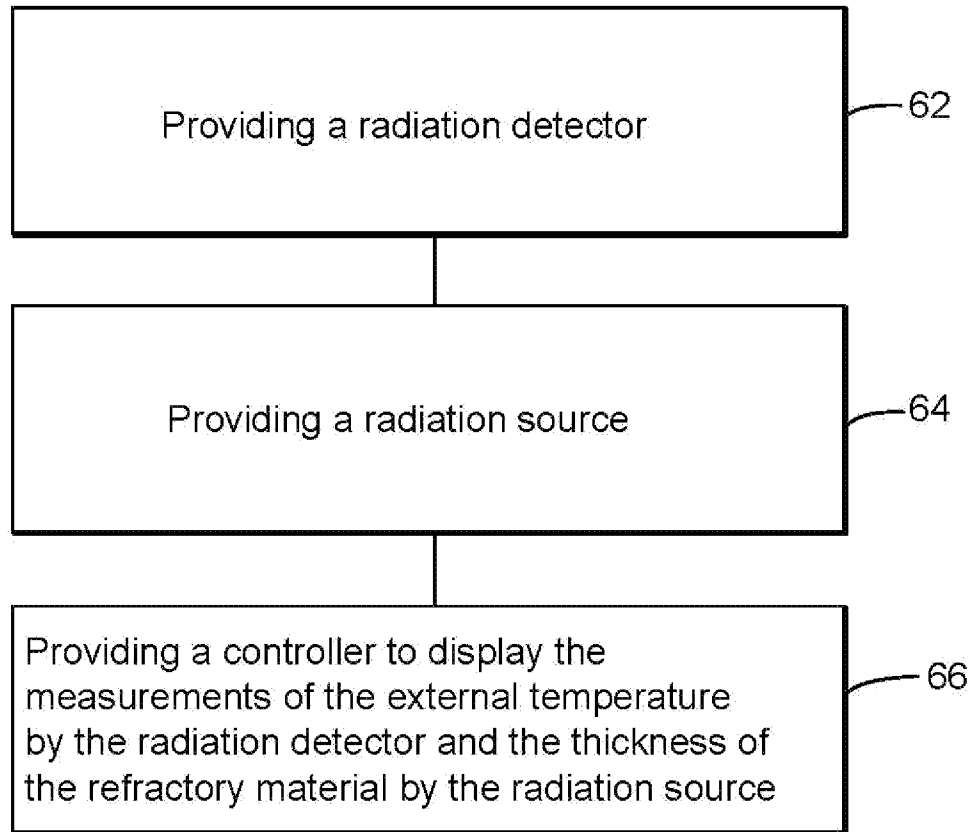 Providing a radiation detector
62
Providing a radiation source
64
Providing a controller to display the
measurements of the external temperature
by the radiation detector and the thickness of
the refractory material by the radiation source
66